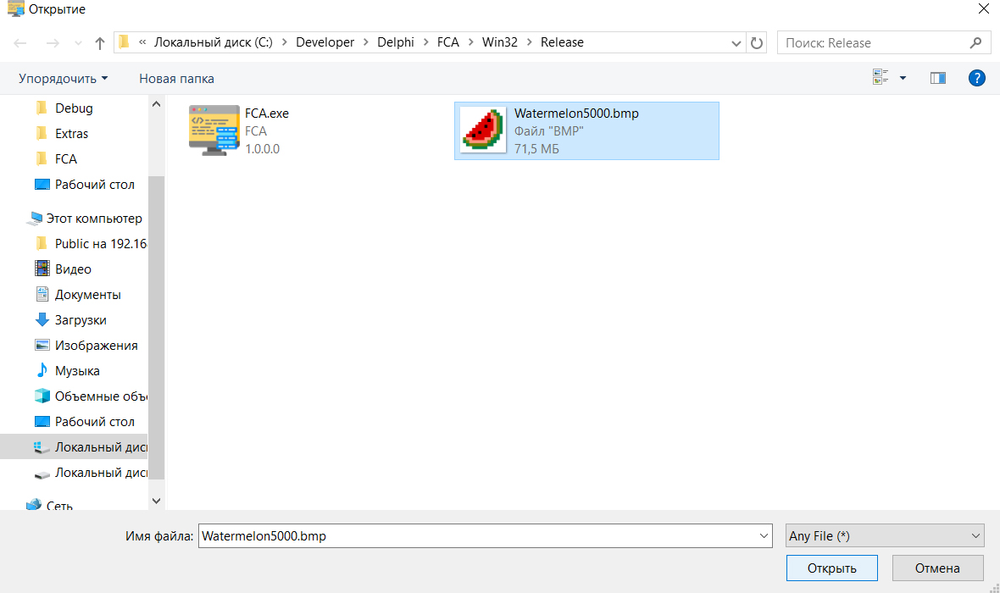 Открытие
« Локальный диск (C:) > Developer > Delphi > FCA > Win32 > Release
Поиск: Release
Упорядочить
Новая папка
Debug
Extras
FCA
Рабочий стол
Этот компьютер
Public на 192.16
Видео
Документы
Загрузки
Изображения
Музыка
Объемные объе
Рабочий стол
Локальный диск
Локальный диск
Сеть
FCA.exe
FCA
1.0.0.0
Watermelon5000.bmp
Файл "BMP"
71,5 МБ
Имя файла:
Watermelon5000.bmp
Any File (*)
Открыть
Отмена